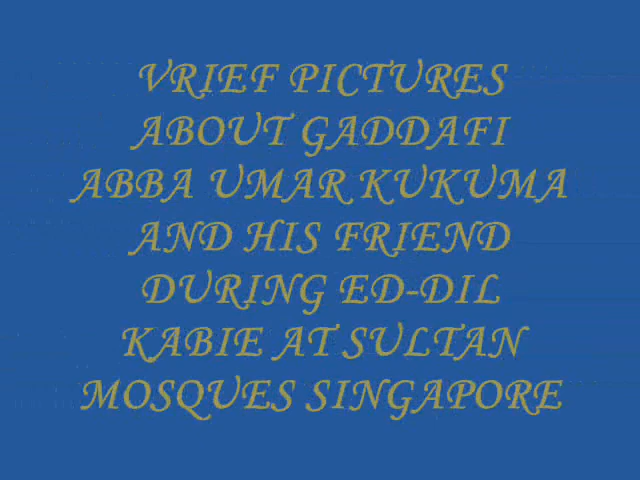 VRIEF PICTURES
ABOUT GADDAFI
ABBA UMAR KUKUMA
AND HIS FRIEND
DURING ED-DIL
KABIE AT SULTAN
MOSQUES SINGAPORE